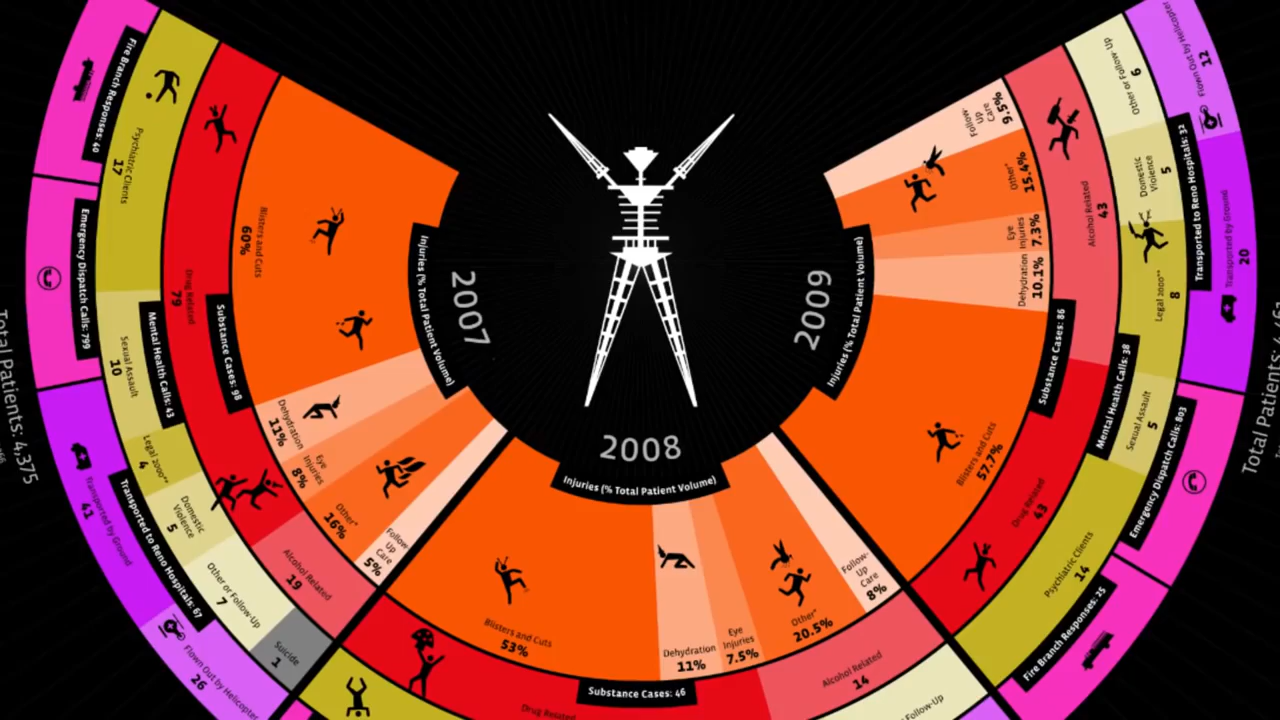 2007
Injuries (% Total Patient Volume)
Blisters and Cuts
60%
Dehydration
11%
Eye
Injuries
8%
Other*
16%
Follow
Up
Care
5%
Substance Cases: 98
Drug Related
79
Alcohol Related
19
Mental Health Calls: 43
Psychiatric Clients
17
Sexual Assault
10
Legal 2000**
4
Domestic
Violence
5
Other or Follow-Up
7
Suicide
1
Fire Branch Responses: 40
Emergency Dispatch Calls: 799
Transported to Reno Hospitals: 67
Transported by Ground
41
Flown Out by Helicopter
26
Total Patients: 4,375
2008
Injuries (% Total Patient Volume)
Blisters and Cuts
53%
Dehydration
11%
Eye
Injuries
7.5%
Other*
20.5%
Follow-
Up
Care
8%
Substance Cases: 46
Drug Related
Alcohol Related
14
Follow-Up
2009
Injuries (% Total Patient Volume)
Follow-
Up
Care
9.5%
Other*
15.4%
Eye
Injuries
7.3%
Dehydration
10.1%
Blisters and Cuts
57.7%
Substance Cases: 86
Alcohol Related
43
Drug Related
43
Mental Health Calls: 38
Other or Follow-Up
6
Domestic
Violence
5
Legal 2000**
8
Sexual Assault
5
Psychiatric Clients
14
Transported to Reno Hospitals: 32
Flown Out by Helicopter
12
Transported by Ground
20
Emergency Dispatch Calls: 803
Fire Branch Responses: 25
Total Patients: